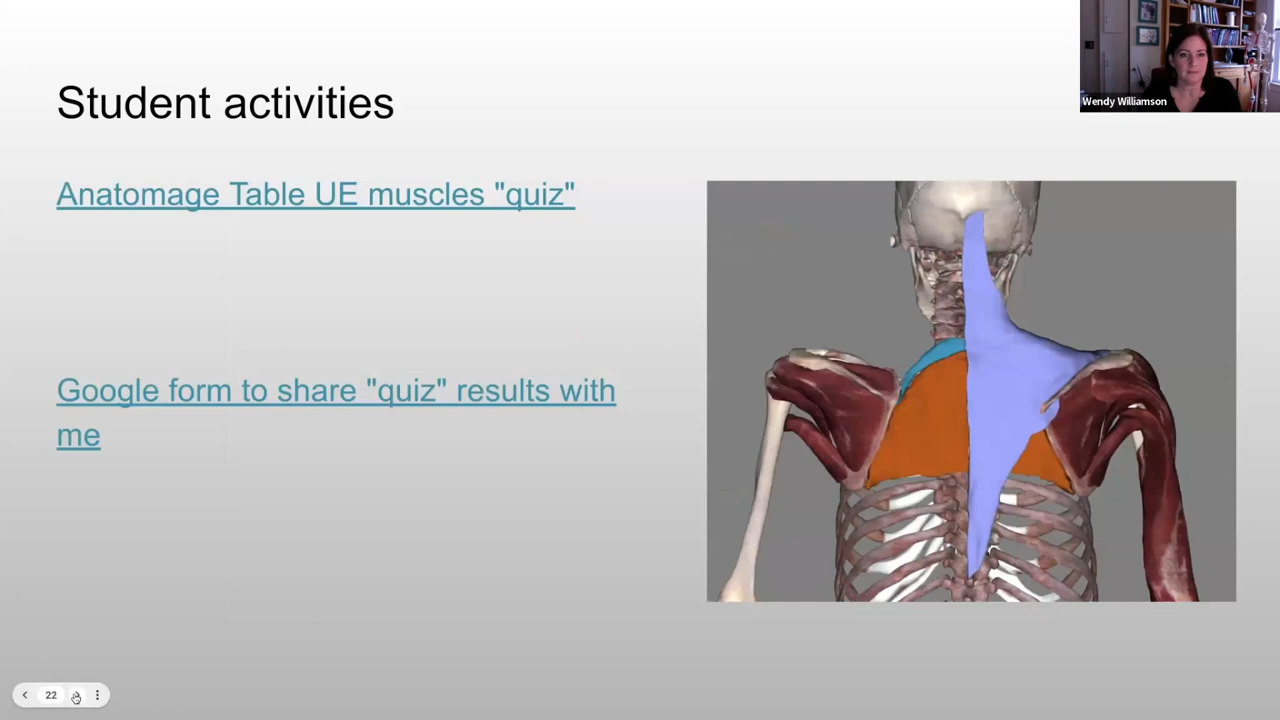 Wendy Williamson
Student activities
Anatomage Table UE muscles "quiz"
Google form to share "quiz" results with
me
22